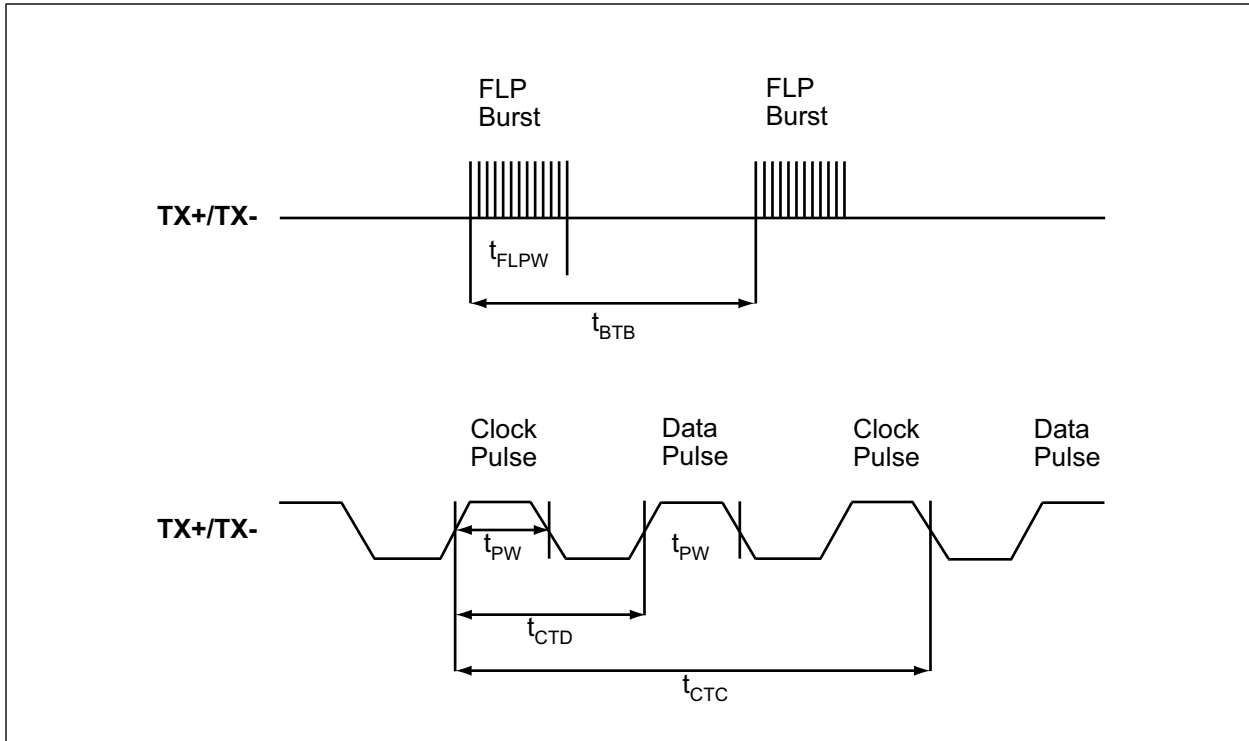 FLP
Burst
FLP
Burst
TX+/TX-
tFLPW
tBTB
Clock
Pulse
Data
Pulse
Clock
Pulse
Data
Pulse
TX+/TX-
tPW
tPW
tCTD
tCTC